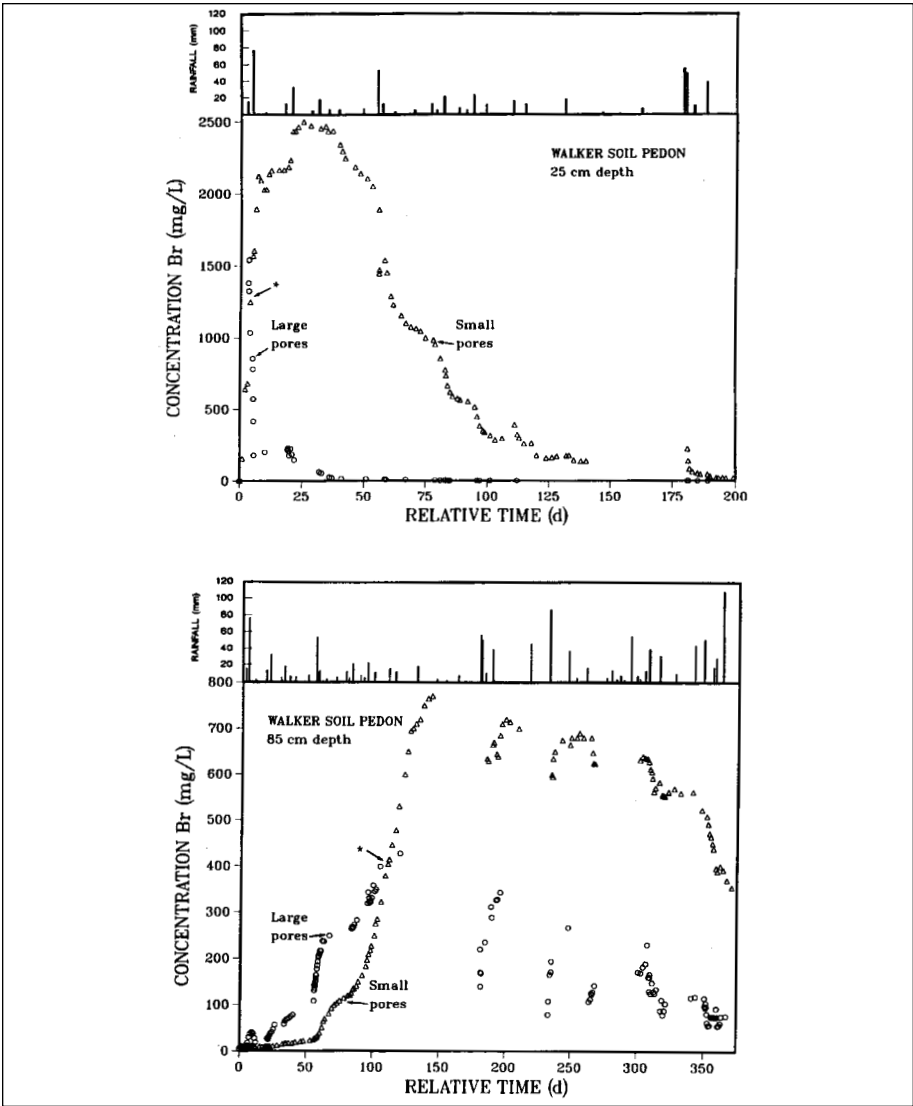 RAINFALL (mm)
120
100
80
60
40
20
2500
2000
1500
1000
500
0
CONCENTRATION Br (mg/L)
WALKER SOIL PEDON
25 cm depth
*
Large
pores
Small
pores
0 25 50 75 100 125 150 175 200
RELATIVE TIME (d)
RAINFALL (mm)
120
100
80
60
40
20
800
700
600
500
400
300
200
100
0
CONCENTRATION Br (mg/L)
WALKER SOIL PEDON
85 cm depth
*
Large
pores
Small
pores
0 50 100 150 200 250 300 350
RELATIVE TIME (d)